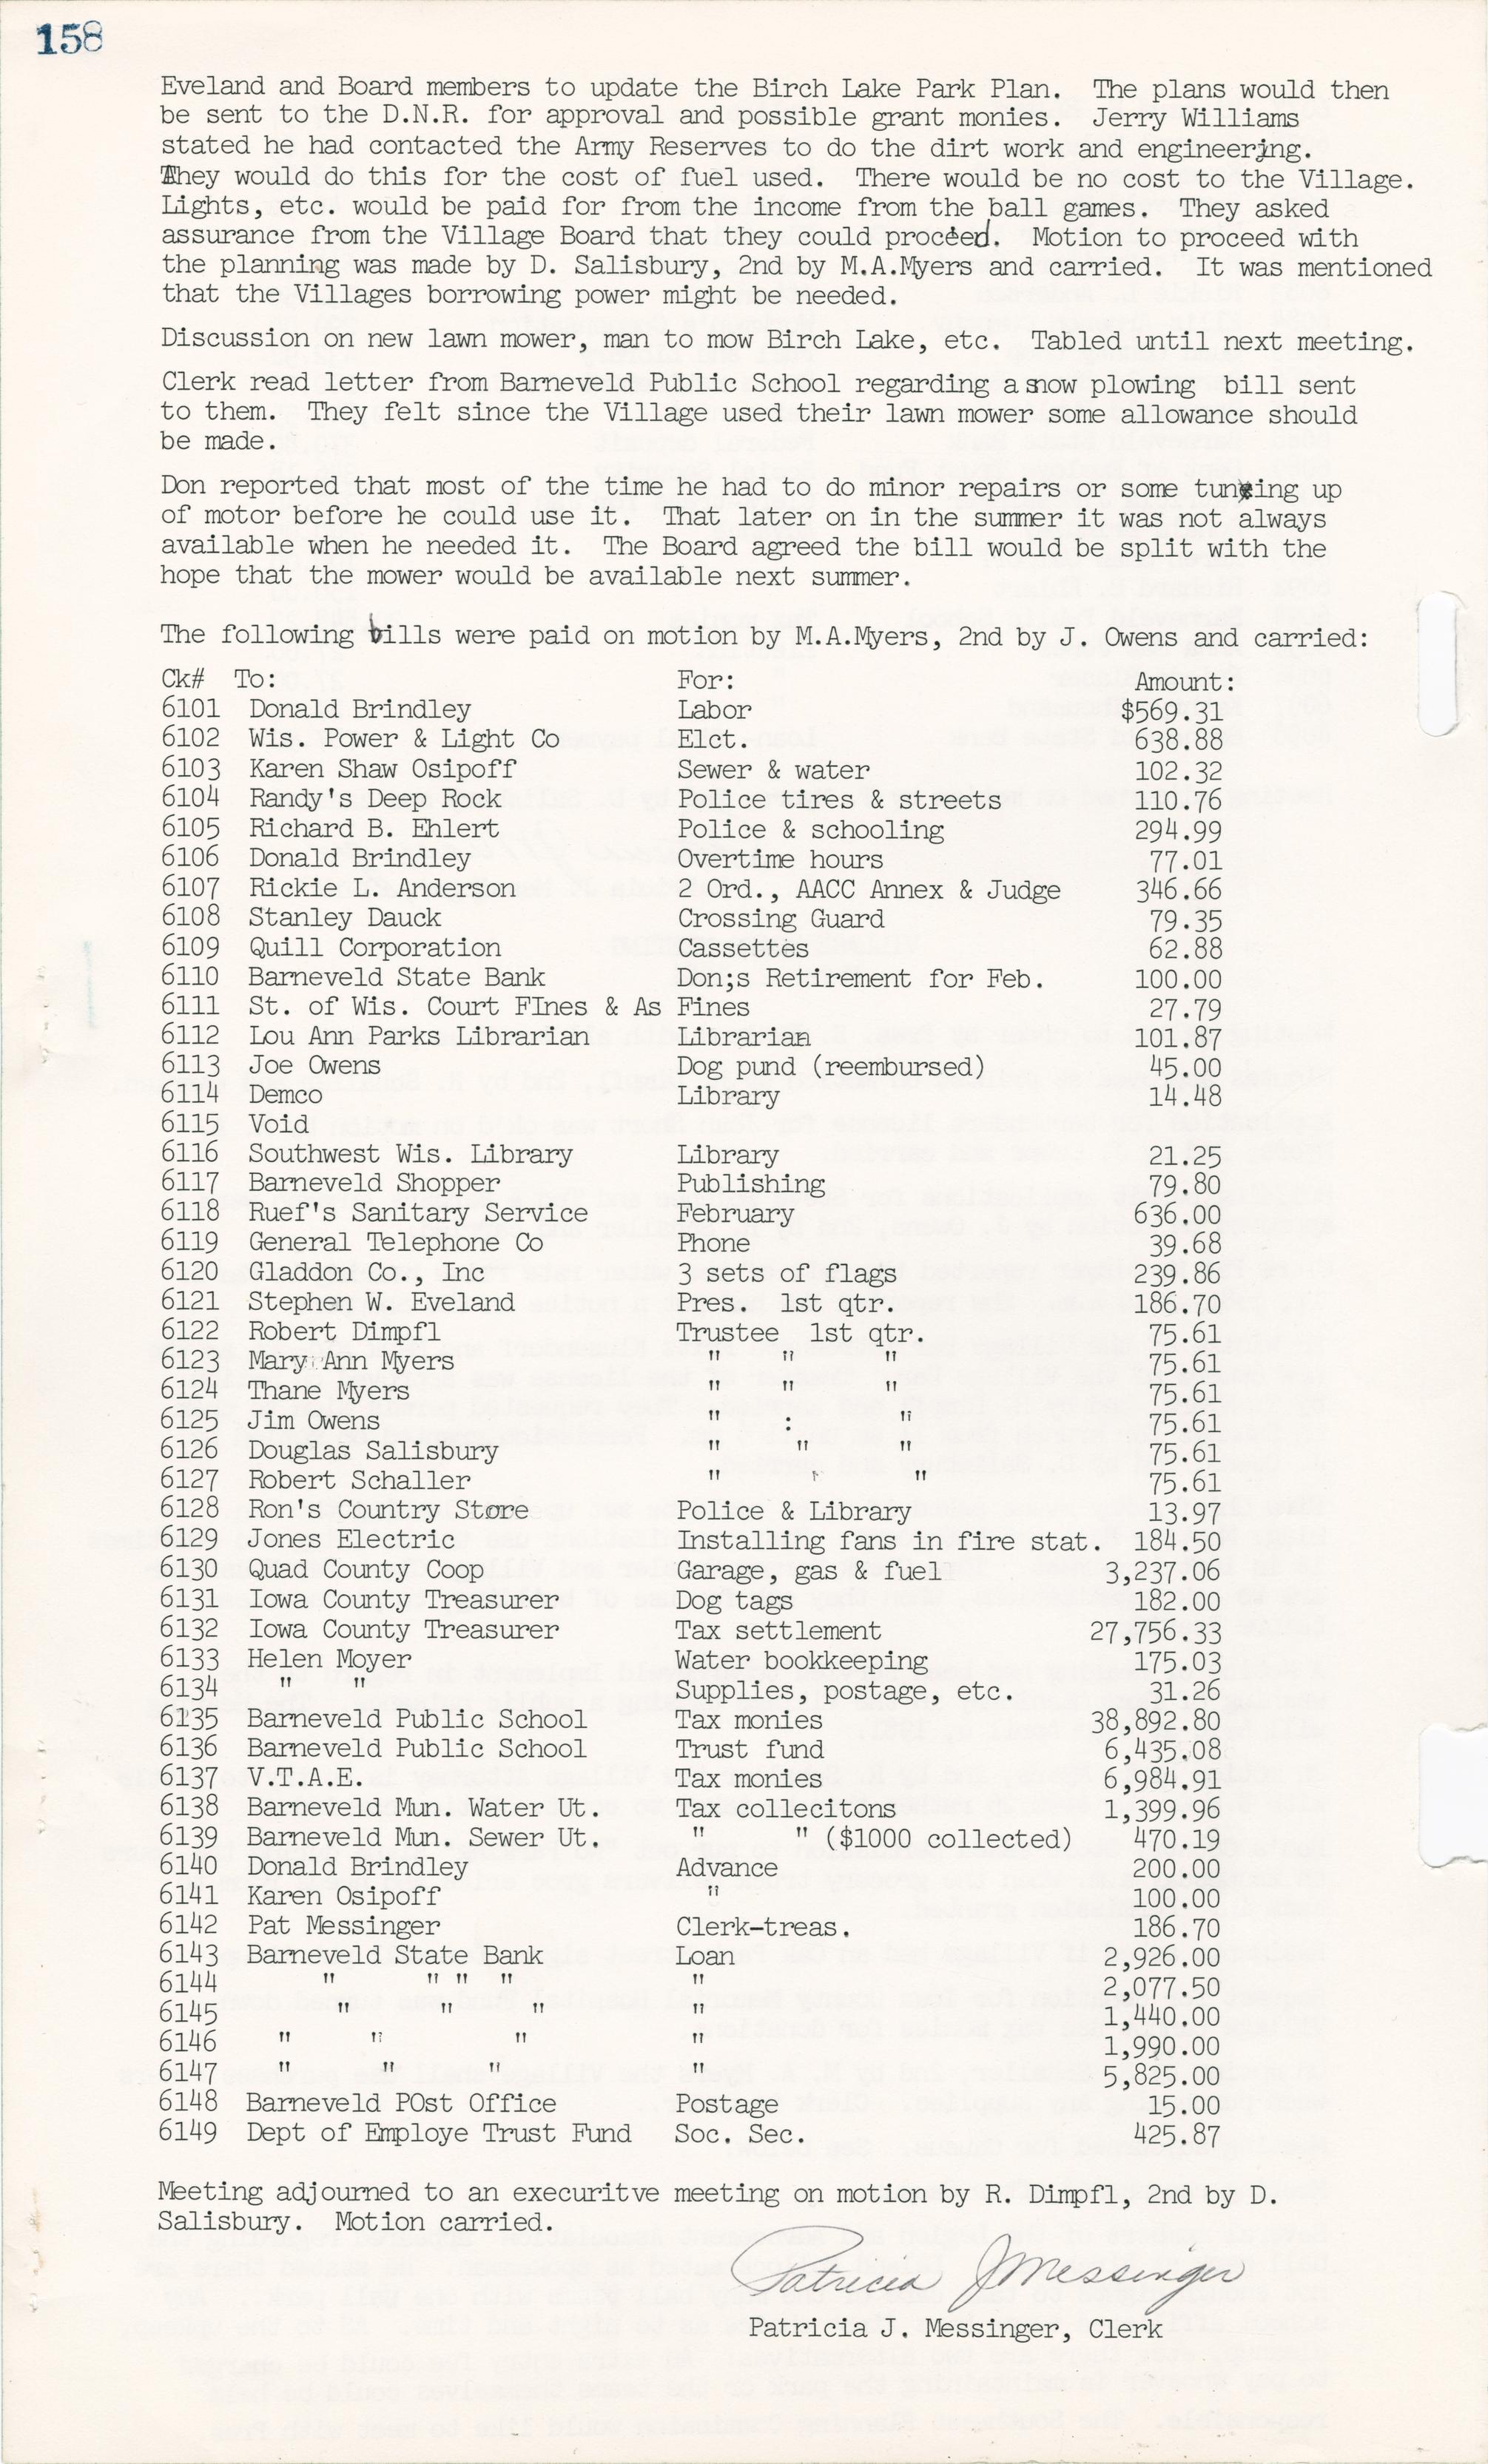 158
Eveland and Board members to update the Birch Lake Park Plan. The plans would then
be sent to the D.N.R. for approval and possible grant monies. Jerry Williams
stated he had contacted the Army Reserves to do the dirt work and engineering.
They would do this for the cost of fuel used. There would be no cost to the Village.
Lights, etc. would be paid for from the income from the ball games. They asked
assurance from the Village Board that they could proceed. Motion to proceed with
the planning was made by D. Salisbury, 2nd by M.A.Myers and carried. It was mentioned
that the Villages borrowing power might be needed.
Discussion on new lawn mower, man to mow Birch Lake, etc. Tabled until next meeting.
Clerk read letter from Barneveld Public School regarding a snow plowing bill sent
to them. They felt since the Village used their lawn mower some allowance should
be made.
Don reported that most of the time he had to do minor repairs or some tuning up
of motor before he could use it. That later on in the summer it was not always
available when he needed it. The Board agreed the bill would be split with the
hope that the mower would be available next summer.
The following bills were paid on motion by M.A.Myers, 2nd by J. Owens and carried:
Ck# To: For: Amount:
6101 Donald Brindley Labor $569.31
6102 Wis. Power & Light Co Elct. 638.88
6103 Karen Shaw Osipoff Sewer & water 102.32
6104 Randy's Deep Rock Police tires & streets 110.76
6105 Richard B. Ehlert Police & schooling 294.99
6106 Donald Brindley Overtime hours 77.01
6107 Rickie L. Anderson 2 Ord., AACC Annex & Judge 346.66
6108 Stanley Dauck Crossing Guard 79.35
6109 Quill Corporation Cassettes 62.88
6110 Barneveld State Bank Don;s Retirement for Feb. 100.00
6111 St. of Wis. Court FInes & As Fines 27.79
6112 Lou Ann Parks Librarian Librarian 101.87
6113 Joe Owens Dog pund (reembursed) 45.00
6114 Demco Library 14.48
6115 Void
6116 Southwest Wis. Library Library 21.25
6117 Barneveld Shopper Publishing 79.80
6118 Ruef's Sanitary Service February 636.00
6119 General Telephone Co Phone 39.68
6120 Gladdon Co., Inc 3 sets of flags 239.86
6121 Stephen W. Eveland Pres. 1st qtr. 186.70
6122 Robert Dimpfl Trustee 1st qtr. 75.61
6123 Mary Ann Myers " " " 75.61
6124 Thane Myers " " " 75.61
6125 Jim Owens " : " 75.61
6126 Douglas Salisbury " " " 75.61
6127 Robert Schaller " ' " 75.61
6128 Ron's Country Store Police & Library 13.97
6129 Jones Electric Installing fans in fire stat. 184.50
6130 Quad County Coop Garage, gas & fuel 3,237.06
6131 Iowa County Treasurer Dog tags 182.00
6132 Iowa County Treasurer Tax settlement 27,756.33
6133 Helen Moyer Water bookkeeping 175.03
6134 " " Supplies, postage, etc. 31.26
6135 Barneveld Public School Tax monies 38,892.80
6136 Barneveld Public School Trust fund 6,435.08
6137 V.T.A.E. Tax monies 6,984.91
6138 Barneveld Mun. Water Ut. Tax collecitons 1,399.96
6139 Barneveld Mun. Sewer Ut. " " ($1000 collected) 470.19
6140 Donald Brindley Advance 200.00
6141 Karen Osipoff " 100.00
6142 Pat Messinger Clerk-treas. 186.70
6143 Barneveld State Bank Loan 2,926.00
6144 " " " " " 2,077.50
6145 " " " " 1,440.00
6146 " " " " 1,990.00
6147 " " " " 5,825.00
6148 Barneveld POst Office Postage 15.00
6149 Dept of Employe Trust Fund Soc. Sec. 425.87
Meeting adjourned to an execuritve meeting on motion by R. Dimpfl, 2nd by D.
Salisbury. Motion carried.
Patricia J Messinger
Patricia J. Messinger, Clerk